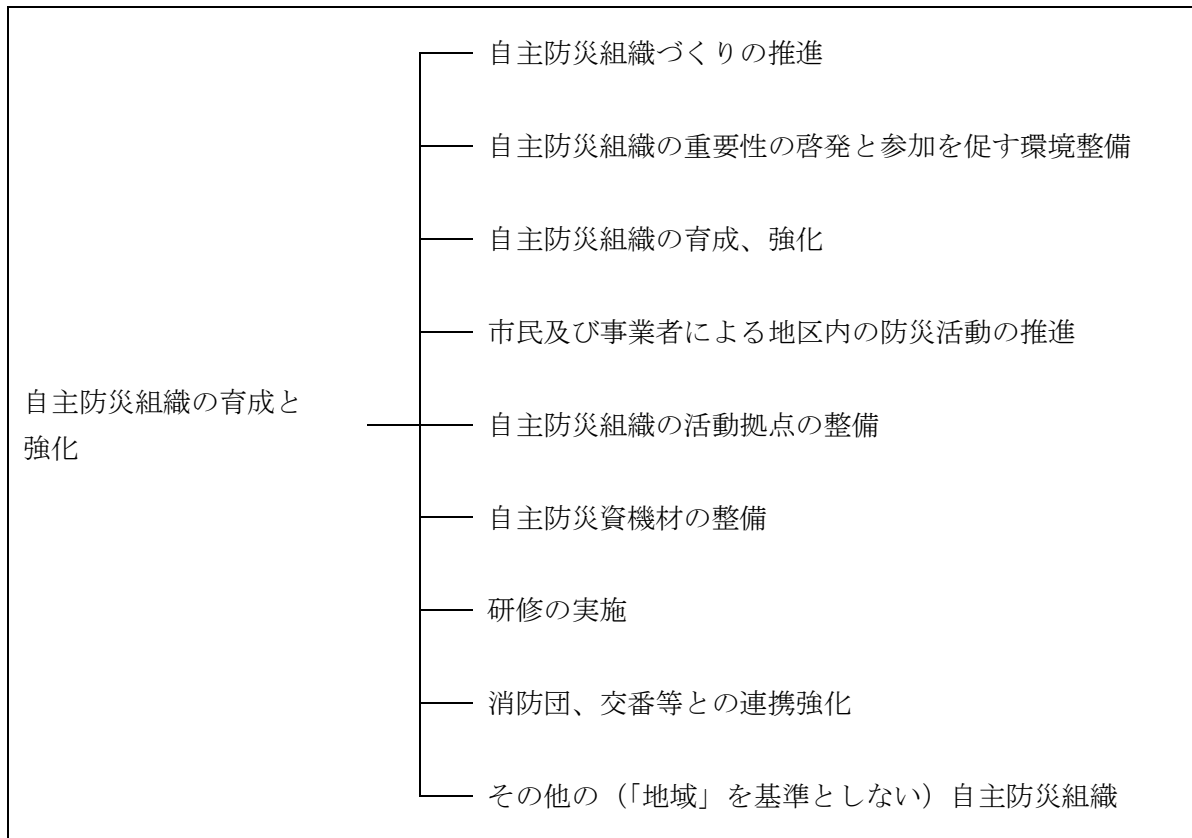 自主防災組織の育成と
強化
自主防災組織づくりの推進
自主防災組織の重要性の啓発と参加を促す環境整備
自主防災組織の育成、強化
市民及び事業者による地区内の防災活動の推進
自主防災組織の活動拠点の整備
自主防災資機材の整備
研修の実施
消防団、交番等との連携強化
その他の（「地域」を基準としない）自主防災組織